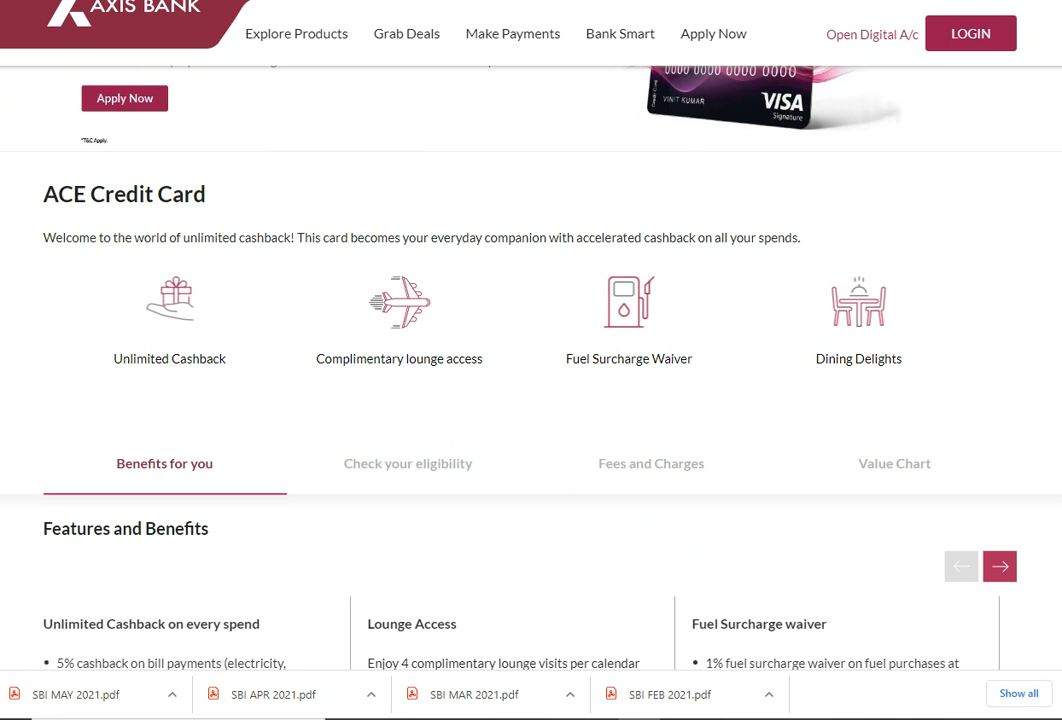 AXIS BANK
Explore Products
Grab Deals
Make Payments
Bank Smart
Apply Now
Open Digital A/c
LOGIN
0000 0000 0000 0000
Apply Now
VINIT KUMAR
VISA
Signature
*T&C Apply.
ACE Credit Card
Welcome to the world of unlimited cashback! This card becomes your everyday companion with accelerated cashback on all your spends.
Unlimited Cashback
Complimentary lounge access
Fuel Surcharge Waiver
Dining Delights
Benefits for you
Check your eligibility
Fees and Charges
Value Chart
Features and Benefits
Unlimited Cashback on every spend
Lounge Access
Fuel Surcharge waiver
• 5% cashback on bill payments (electricity,
Enjoy 4 complimentary lounge visits per calendar
• 1% fuel surcharge waiver on fuel purchases at
SBI MAY 2021.pdf
SBI APR 2021.pdf
SBI MAR 2021.pdf
SBI FEB 2021.pdf
Show all